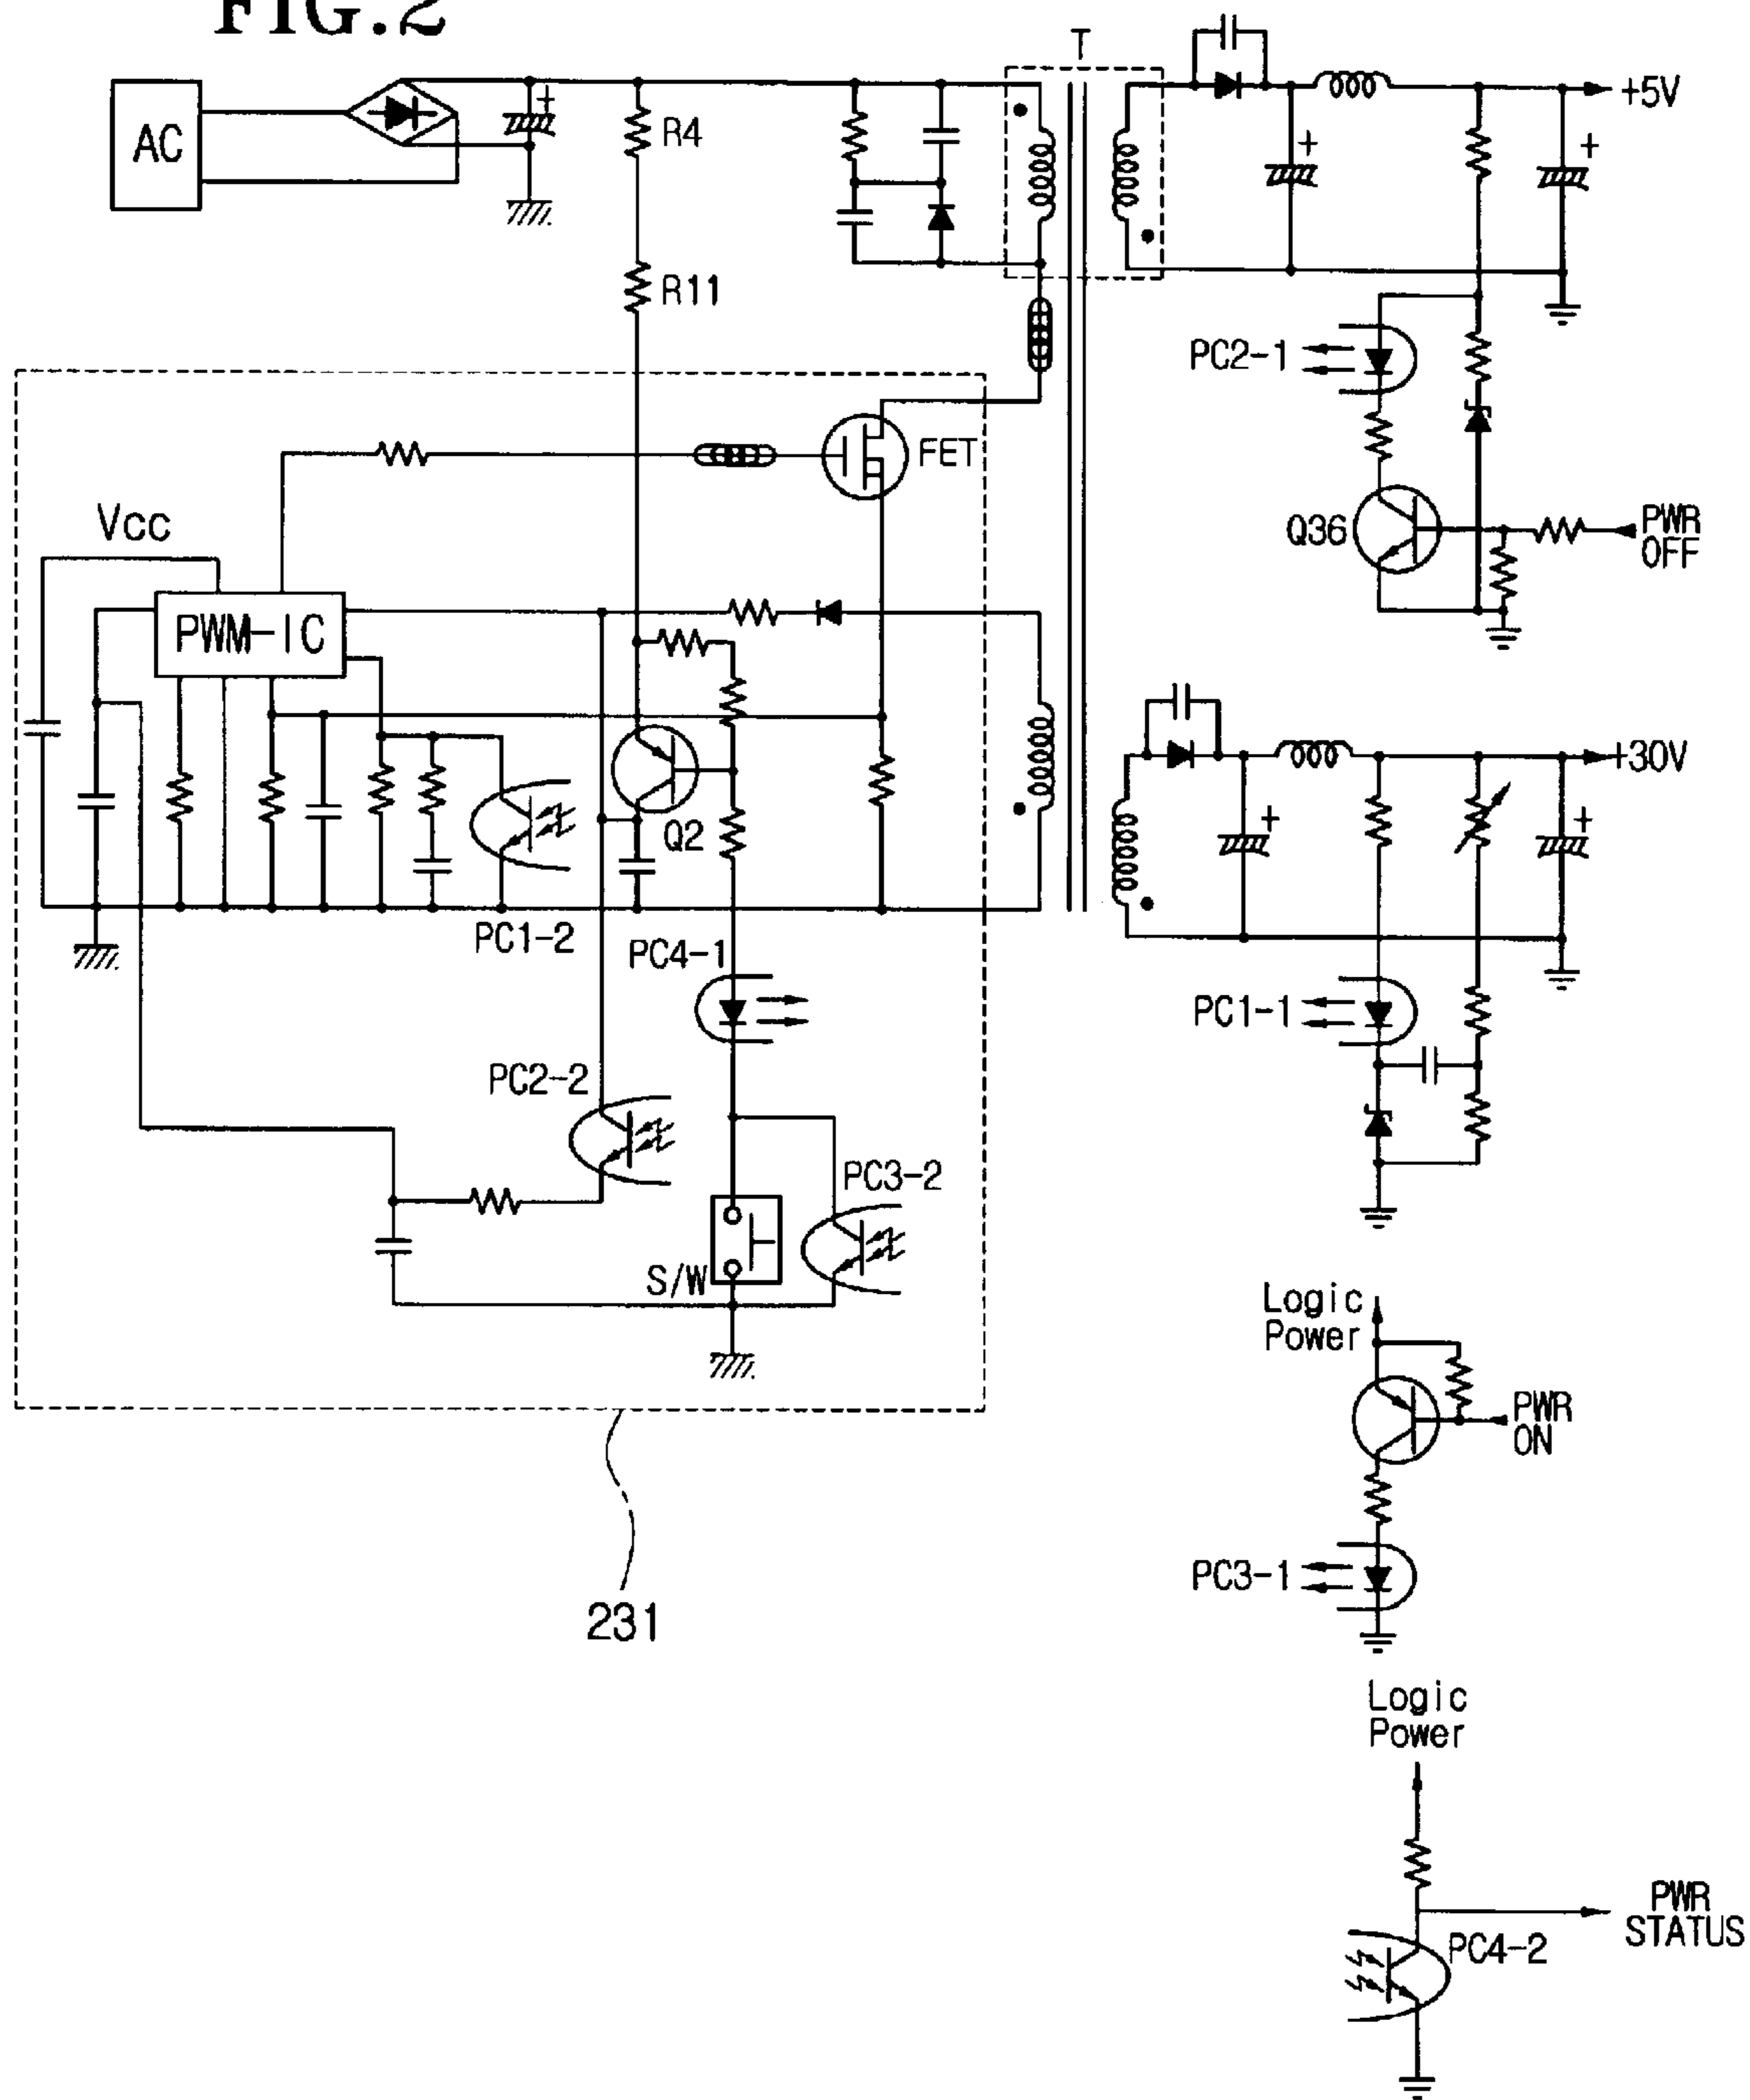 FIG.2
T
AC
+
R4
+
+
+5V
R11
PC2-1
FET
Vcc
Q36
PWR
OFF
PWM-IC
+30V
Q2
+
+
PC1-2
PC4-1
PC1-1
PC2-2
PC3-2
S/W
Logic
Power
PWR
ON
231
PC3-1
Logic
Power
PWR
STATUS
PC4-2